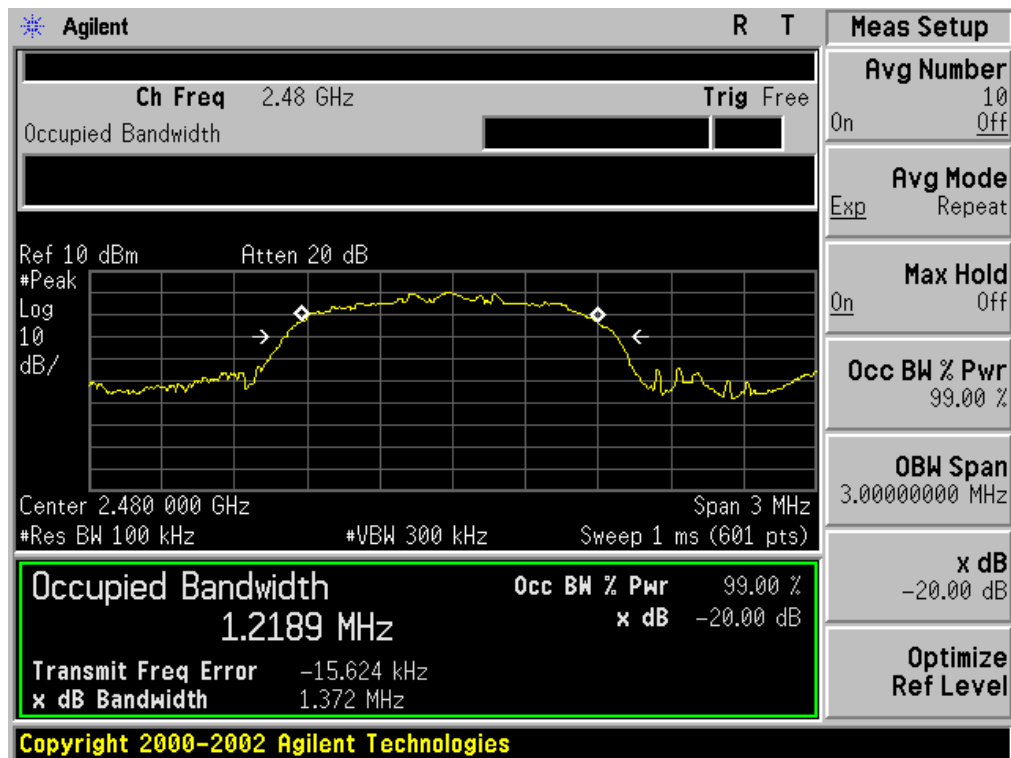 Agilent R T
Ch Freq 2.48 GHz Trig Free
Occupied Bandwidth
Ref 10 dBm Atten 20 dB
#Peak
Log
10
dB/
Center 2.480 000 GHz Span 3 MHz
#Res BW 100 kHz #VBW 300 kHz Sweep 1 ms (601 pts)
Occupied Bandwidth Occ BW % Pwr 99.00 %
1.2189 MHz x dB -20.00 dB
Transmit Freq Error -15.624 kHz
x dB Bandwidth 1.372 MHz
Copyright 2000-2002 Agilent Technologies
Meas Setup
Avg Number
10
On Off
Avg Mode
Exp Repeat
Max Hold
On Off
Occ BW % Pwr
99.00 %
OBW Span
3.00000000 MHz
x dB
-20.00 dB
Optimize
Ref Level